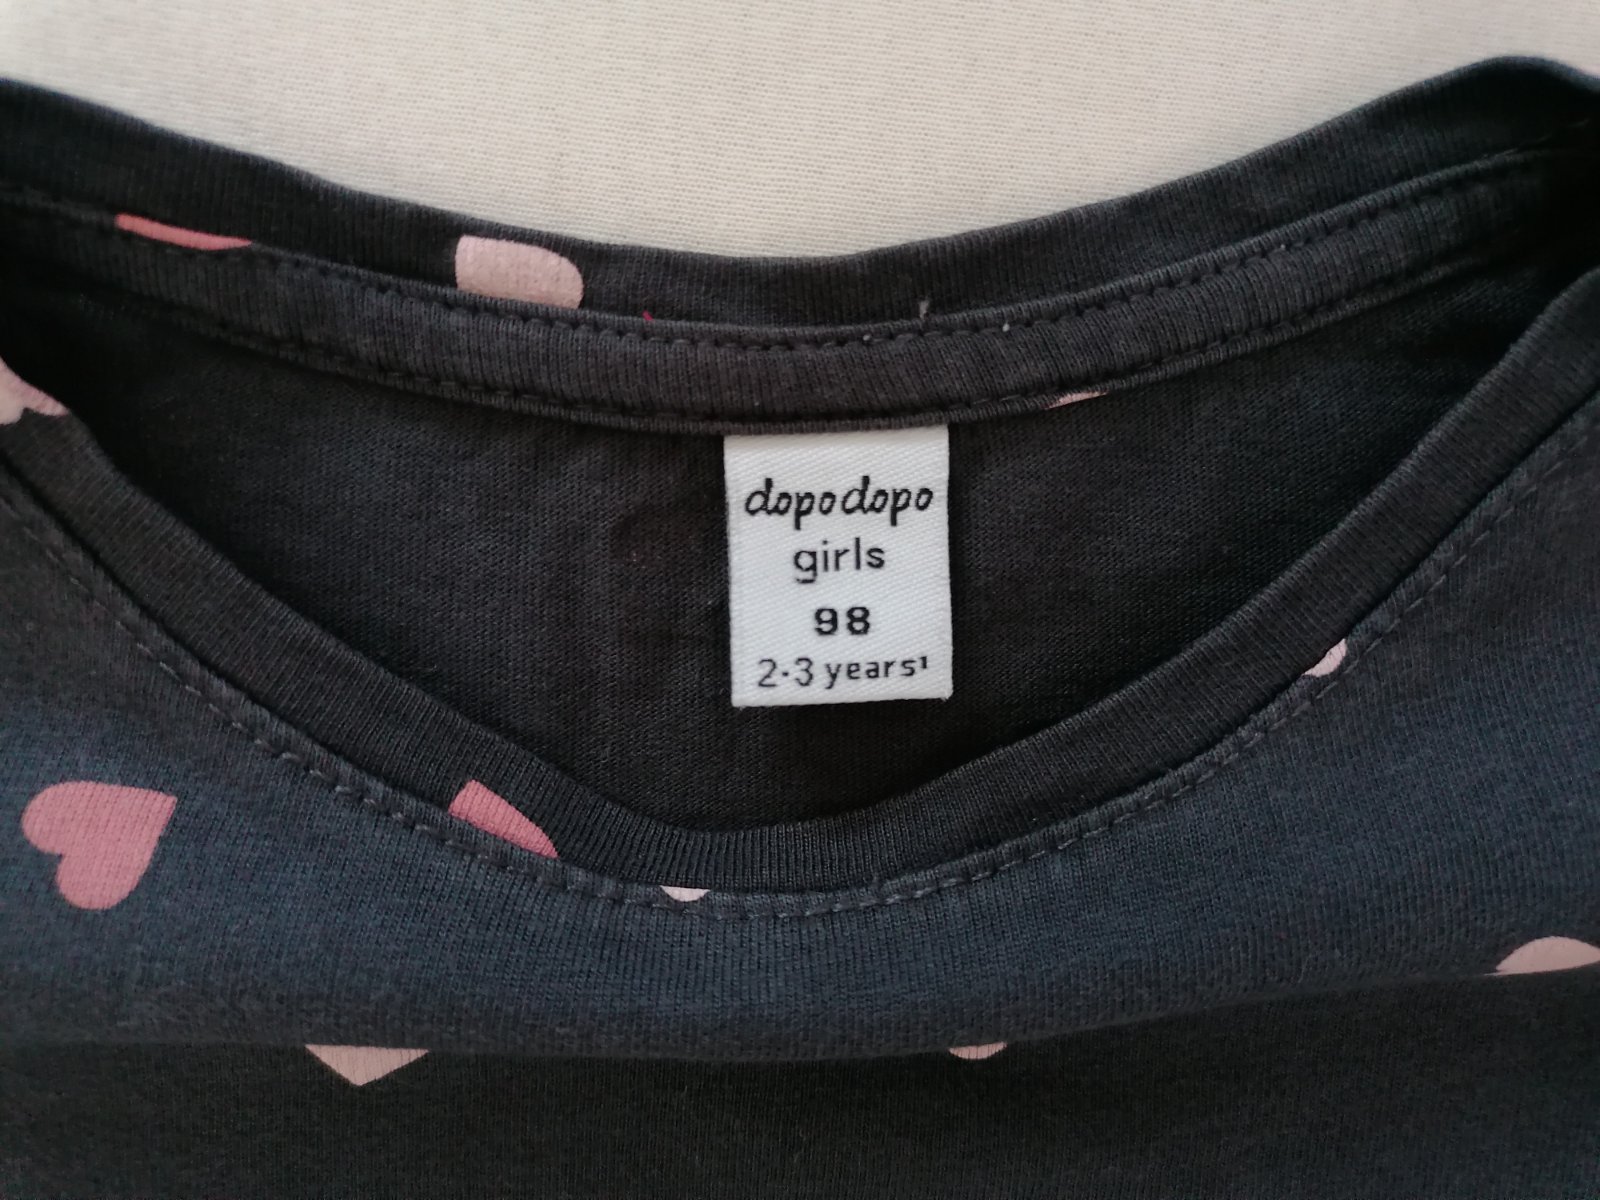 dopodopo
girls
98
2-3 years¹